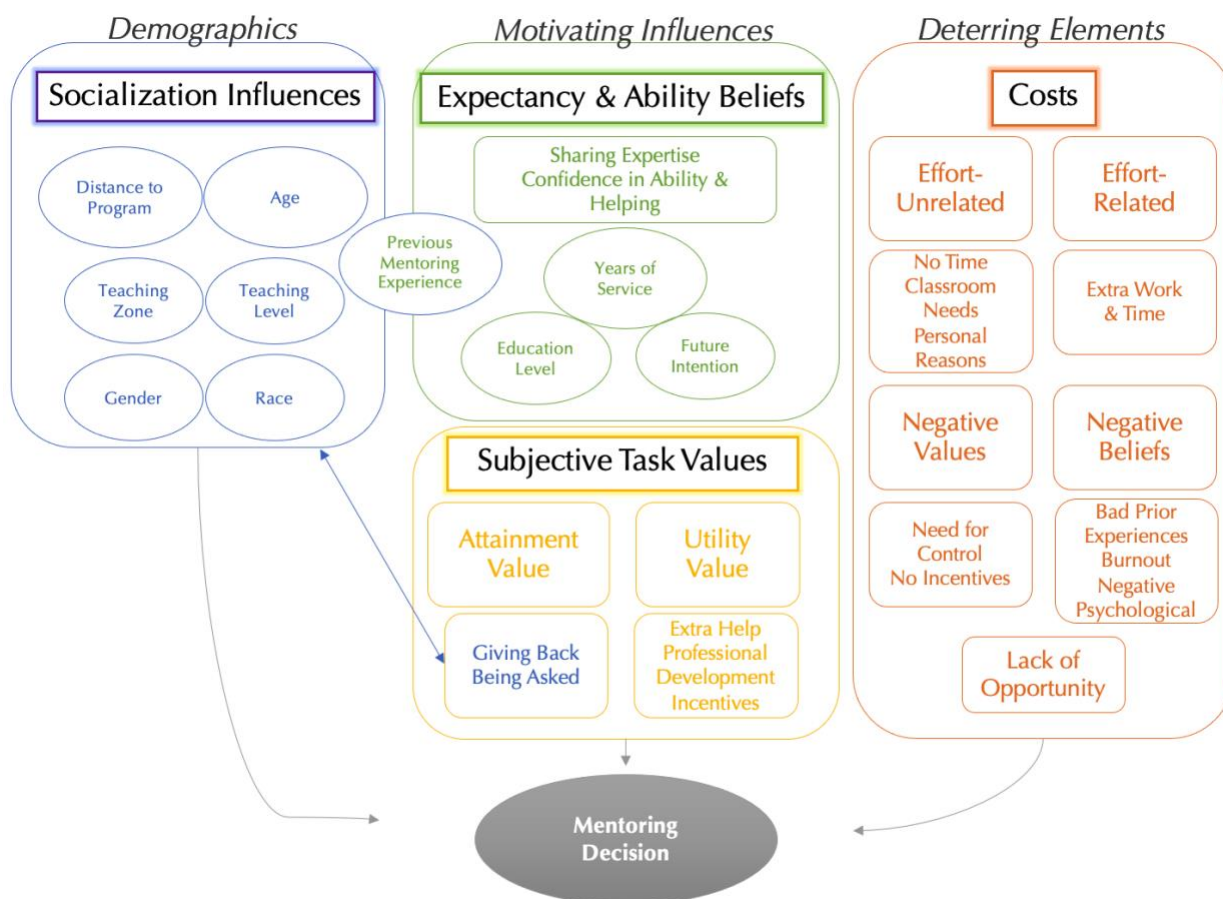 Demographics
Socialization Influences
Distance to
Program
Age
Previous
Mentoring
Experience
Teaching
Zone
Teaching
Level
Gender
Race
Motivating Influences
Expectancy & Ability Beliefs
Sharing Expertise
Confidence in Ability &
Helping
Years of
Service
Education
Level
Future
Intention
Subjective Task Values
Attainment
Value
Utility
Value
Giving Back
Being Asked
Extra Help
Professional
Development
Incentives
Deterring Elements
Costs
Effort-
Unrelated
Effort-
Related
No Time
Classroom
Needs
Personal
Reasons
Extra Work
& Time
Negative
Values
Negative
Beliefs
Need for
Control
No Incentives
Bad Prior
Experiences
Burnout
Negative
Psychological
Lack of
Opportunity
Mentoring
Decision